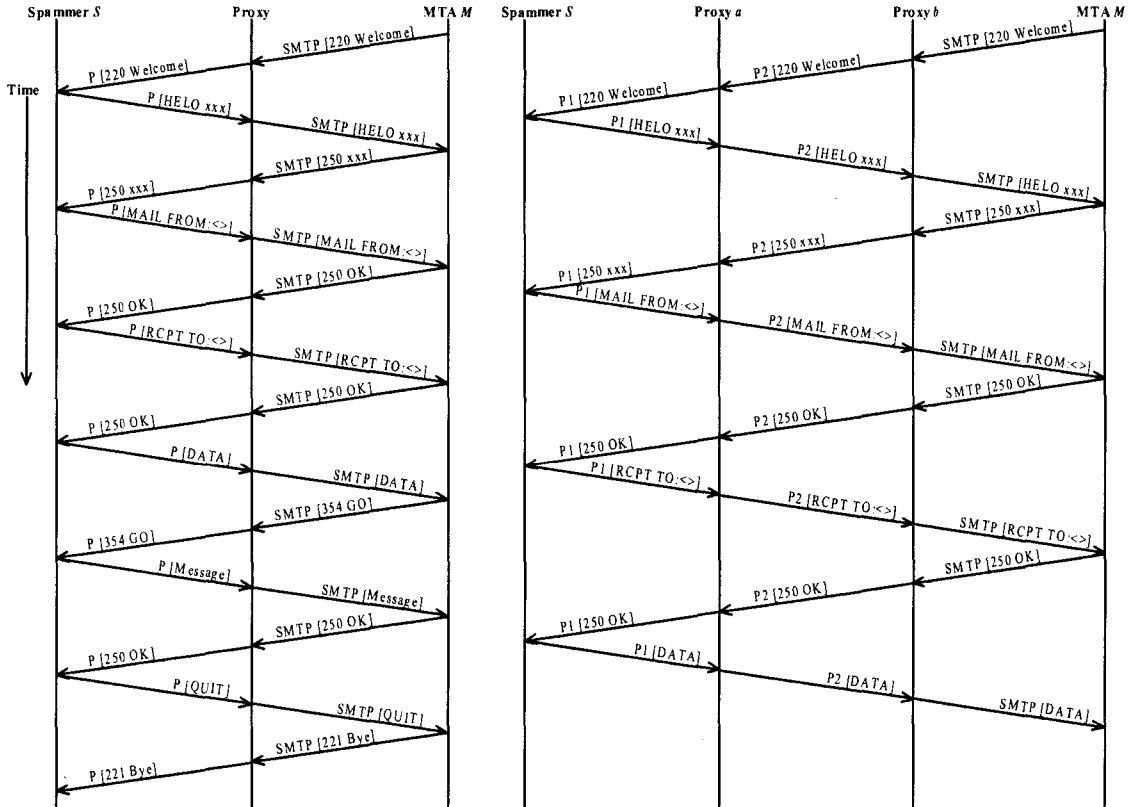 Spammer S
Proxy
MTA M
SMTP [220 Welcome]
P [220 Welcome]
Time
P [HELO xxx]
SMTP [HELO xxx]
SMTP [250 xxx]
P [250 xxx]
P [MAIL FROM:<>]
SMTP [MAIL FROM:<>]
SMTP [250 OK]
P [250 OK]
P [RCPT TO:<>]
SMTP [RCPT TO:<>]
SMTP [250 OK]
P [250 OK]
P [DATA]
SMTP [DATA]
SMTP [354 GO]
P [354 GO]
P [Message]
SMTP [Message]
SMTP [250 OK]
P [250 OK]
P [QUIT]
SMTP [QUIT]
SMTP [221 Bye]
P [221 Bye]
Spammer S
Proxy a
Proxy b
MTA M
SMTP [220 Welcome]
P2 [220 Welcome]
P1 [220 Welcome]
P1 [HELO xxx]
P2 [HELO xxx]
SMTP [HELO xxx]
SMTP [250 xxx]
P2 [250 xxx]
P1 [250 xxx]
P1 [MAIL FROM:<>]
P2 [MAIL FROM:<>]
SMTP [MAIL FROM:<>]
SMTP [250 OK]
P2 [250 OK]
P1 [250 OK]
P1 [RCPT TO:<>]
P2 [RCPT TO:<>]
SMTP [RCPT TO:<>]
SMTP [250 OK]
P2 [250 OK]
P1 [250 OK]
P1 [DATA]
P2 [DATA]
SMTP [DATA]